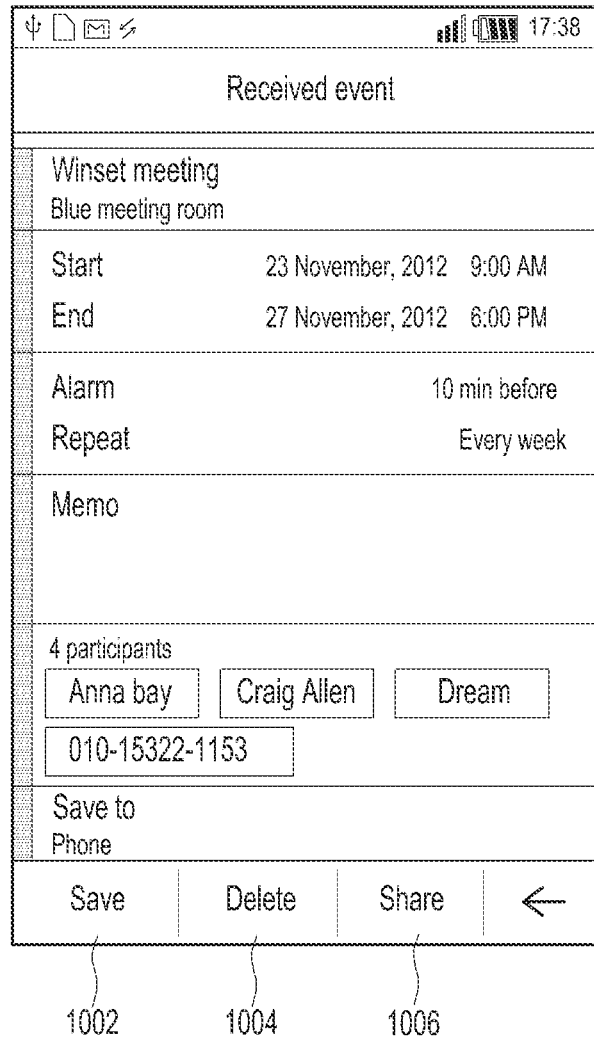 17:38
Received event
Winset meeting
Blue meeting room
Start 23 November, 2012 9:00 AM
End 27 November, 2012 6:00 PM
Alarm 10 min before
Repeat Every week
Memo
4 participants
Anna bay Craig Allen Dream
010-15322-1153
Save to
Phone
Save Delete Share
1002 1004 1006